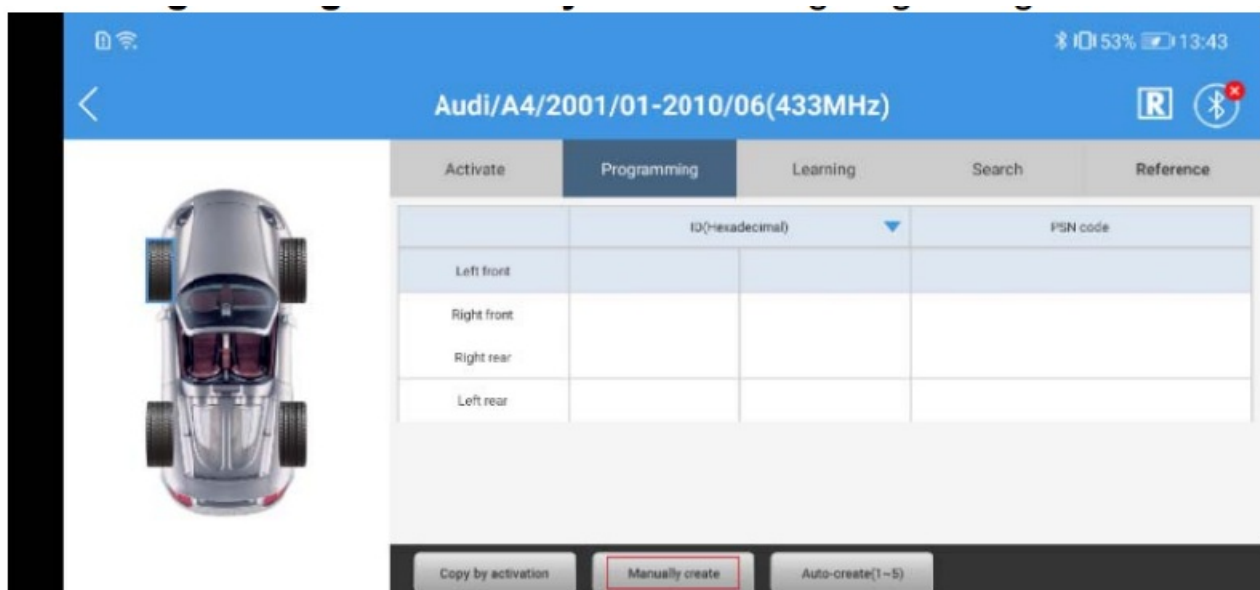 53% 13:43
Audi/A4/2001/01-2010/06(433MHz)
R
Activate Programming Learning Search Reference
ID(Hexadecimal) PSN code
Left front
Right front
Right rear
Left rear
Copy by activation Manually create Auto-create(1~5)